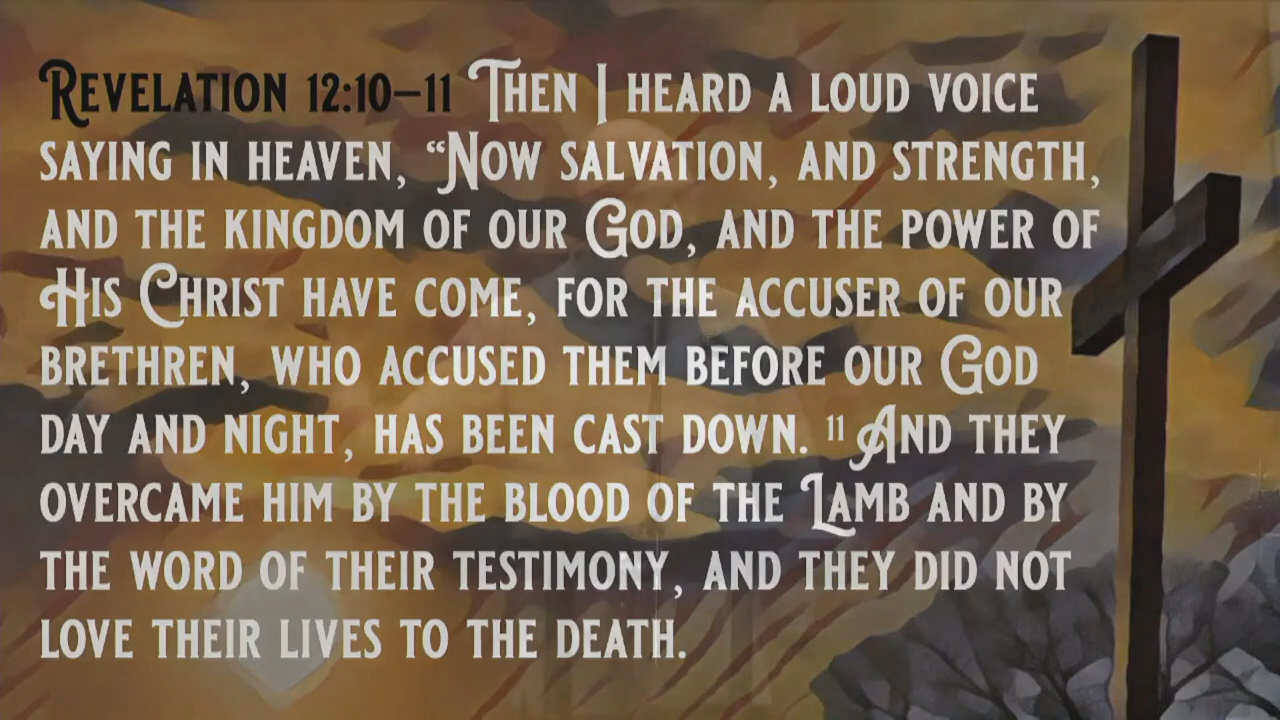 Revelation 12:10–11 Then I heard a loud voice
saying in heaven, “Now salvation, and strength,
and the kingdom of our God, and the power of
His Christ have come, for the accuser of our
brethren, who accused them before our God
day and night, has been cast down. ¹¹ And they
overcame him by the blood of the Lamb and by
the word of their testimony, and they did not
love their lives to the death.